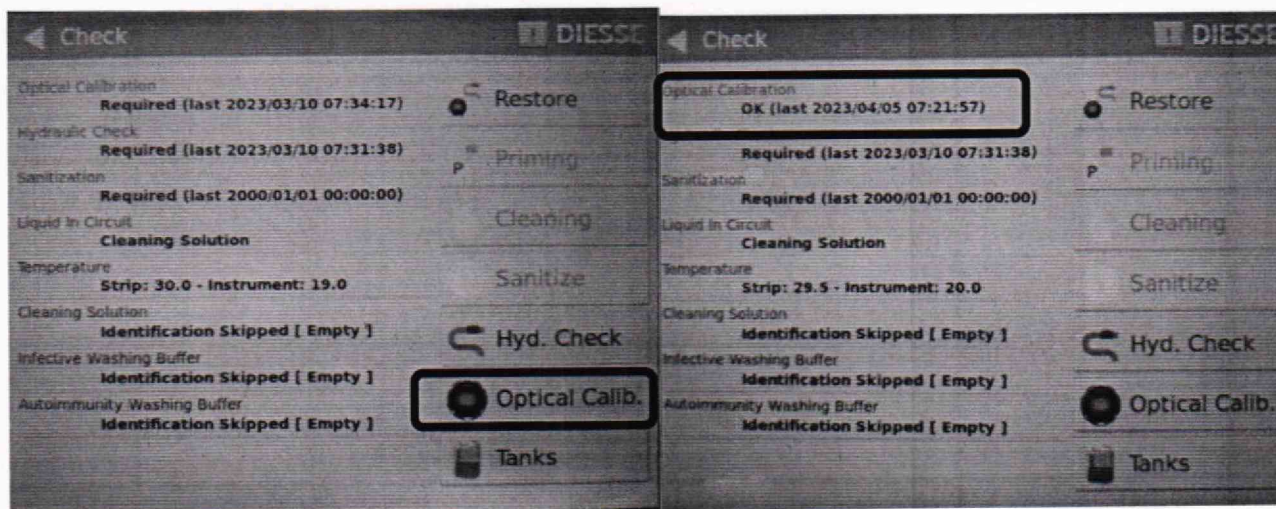 Check
DIESSE
Optical Calibration
Required (last 2023/03/10 07:34:17)
Hydraulic Check
Required (last 2023/03/10 07:31:38)
Sanitization
Required (last 2000/01/01 00:00:00)
Liquid In Circuit
Cleaning Solution
Temperature
Strip: 30.0 - Instrument: 19.0
Cleaning Solution
Identification Skipped [ Empty ]
Infective Washing Buffer
Identification Skipped [ Empty ]
Autoimmunity Washing Buffer
Identification Skipped [ Empty ]
Restore
P Priming
Cleaning
Sanitize
Hyd. Check
Optical Calib.
Tanks
Check
DIESSE
Optical Calibration
OK (last 2023/04/05 07:21:57)
Required (last 2023/03/10 07:31:38)
Sanitization
Required (last 2000/01/01 00:00:00)
Liquid In Circuit
Cleaning Solution
Temperature
Strip: 29.5 - Instrument: 20.0
Cleaning Solution
Identification Skipped [ Empty ]
Infective Washing Buffer
Identification Skipped [ Empty ]
Autoimmunity Washing Buffer
Identification Skipped [ Empty ]
Restore
P Priming
Cleaning
Sanitize
Hyd. Check
Optical Calib.
Tanks